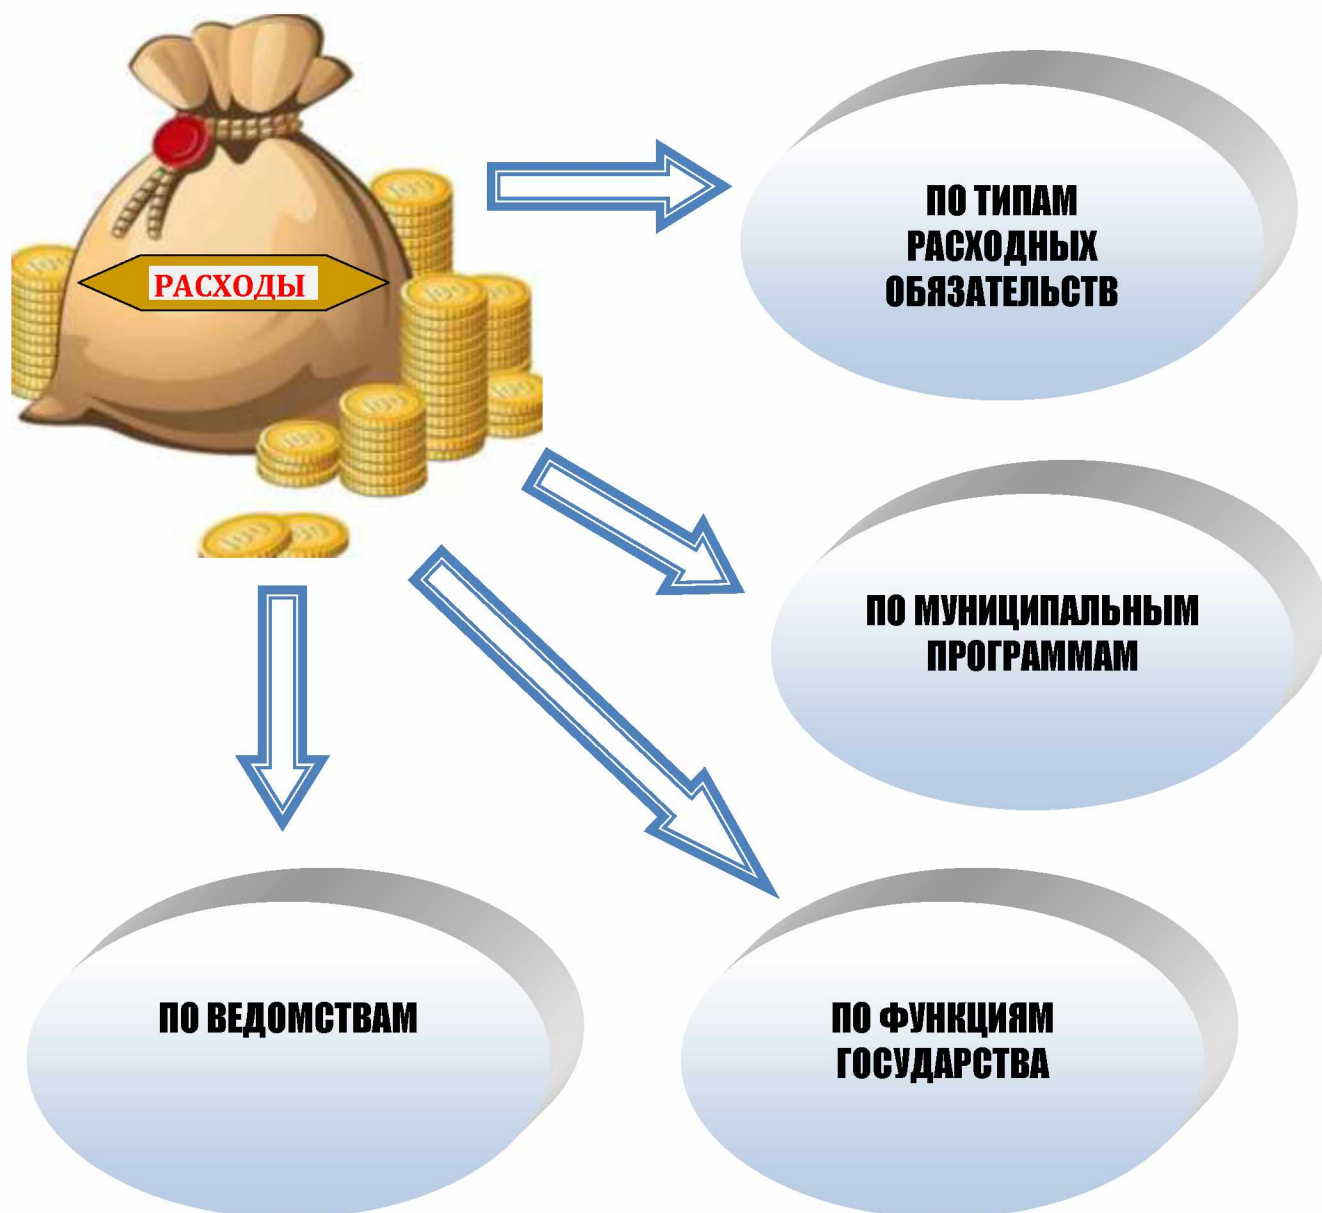 РАСХОДЫ
ПО ТИПАМ
РАСХОДНЫХ
ОБЯЗАТЕЛЬСТВ
ПО МУНИЦИПАЛЬНЫМ
ПРОГРАММАМ
ПО ВЕДОМСТВАМ
ПО ФУНКЦИЯМ
ГОСУДАРСТВА